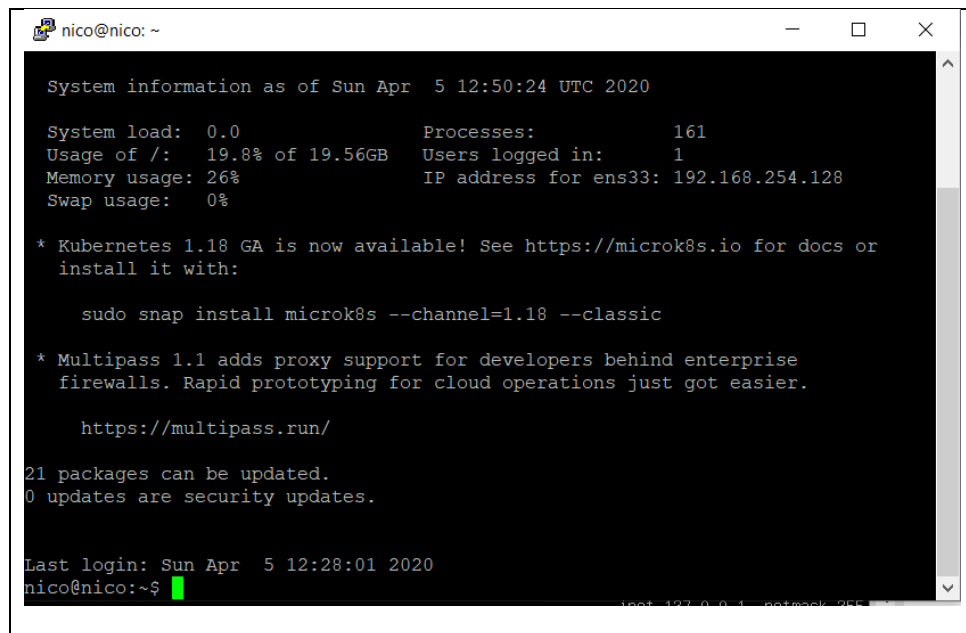 nico@nico: ~
System information as of Sun Apr  5 12:50:24 UTC 2020
System load:  0.0                Processes:            161
Usage of /:   19.8% of 19.56GB   Users logged in:      1
Memory usage: 26%                IP address for ens33: 192.168.254.128
Swap usage:   0%
* Kubernetes 1.18 GA is now available! See https://microk8s.io for docs or
install it with:
sudo snap install microk8s --channel=1.18 --classic
* Multipass 1.1 adds proxy support for developers behind enterprise
firewalls. Rapid prototyping for cloud operations just got easier.
https://multipass.run/
21 packages can be updated.
0 updates are security updates.
Last login: Sun Apr  5 12:28:01 2020
nico@nico:~$